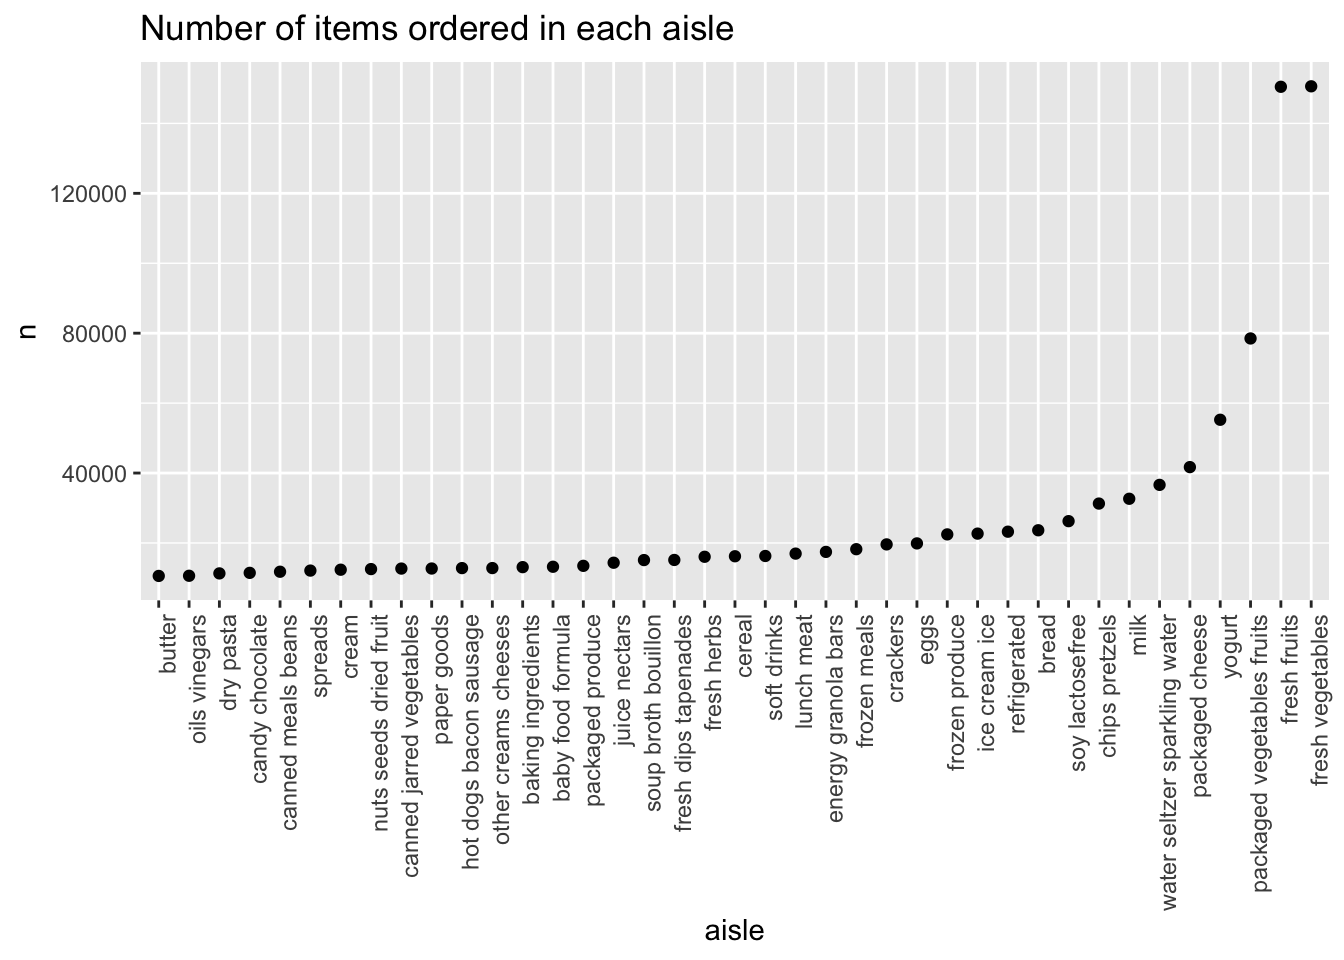 Number of items ordered in each aisle
n
120000
80000
40000
butter
oils vinegars
dry pasta
candy chocolate
canned meals beans
spreads
cream
nuts seeds dried fruit
canned jarred vegetables
paper goods
hot dogs bacon sausage
other creams cheeses
baking ingredients
baby food formula
packaged produce
juice nectars
soup broth bouillon
fresh dips tapenades
fresh herbs
cereal
soft drinks
lunch meat
energy granola bars
frozen meals
crackers
eggs
frozen produce
ice cream ice
refrigerated
bread
soy lactosefree
chips pretzels
milk
water seltzer sparkling water
packaged cheese
yogurt
packaged vegetables fruits
fresh fruits
fresh vegetables
aisle